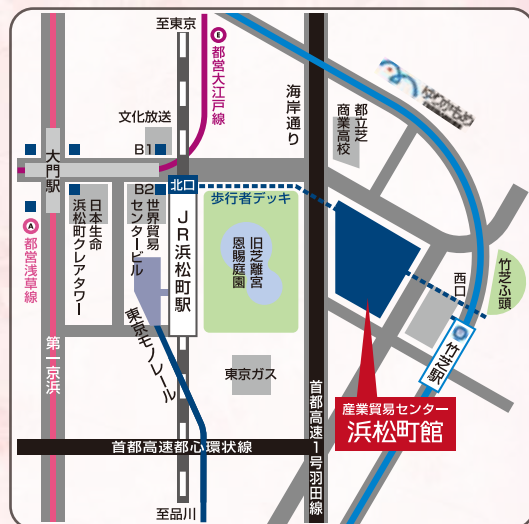 至東京
E
都営大江戸線
海岸通り
ゆりかもめ
文化放送
都立芝
商業高校
B1
大門駅
B2
北口
歩行者デッキ
日本生命
浜松町クレアタワー
世界貿易
センタービル
JR浜松町駅
旧芝離宮
恩賜庭園
A
都営浅草線
西口
竹芝ふ頭
竹芝駅
第一京浜
東京モノレール
東京ガス
首都高速1号羽田線
産業貿易センター
浜松町館
首都高速都心環状線
至品川